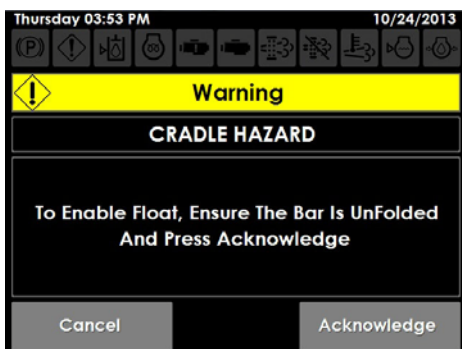 Thursday 03:53 PM 10/24/2013
(P)
Warning
CRADLE HAZARD
To Enable Float, Ensure The Bar Is UnFolded
And Press Acknowledge
Cancel Acknowledge